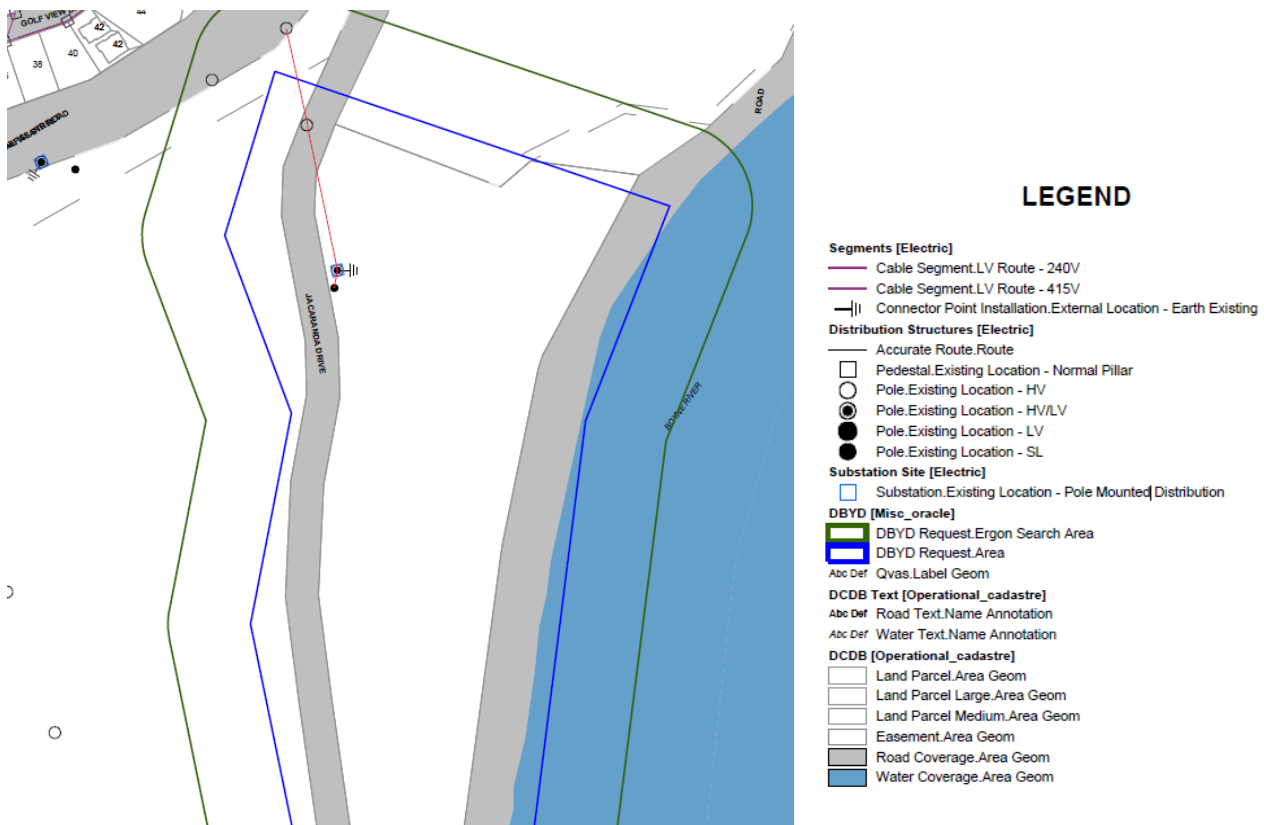 GOLF VIEW
44
42
42
40
38
ROAD
ROAD
JACARANDA DRIVE
BOYNE RIVER
LEGEND
Segments [Electric]
Cable Segment.LV Route - 240V
Cable Segment.LV Route - 415V
Connector Point Installation.External Location - Earth Existing
Distribution Structures [Electric]
Accurate Route.Route
Pedestal.Existing Location - Normal Pillar
Pole.Existing Location - HV
Pole.Existing Location - HV/LV
Pole.Existing Location - LV
Pole.Existing Location - SL
Substation Site [Electric]
Substation.Existing Location - Pole Mounted Distribution
DBYD [Misc_oracle]
DBYD Request.Ergon Search Area
DBYD Request.Area
Abc Def Qvas.Label Geom
DCDB Text [Operational_cadastre]
Abc Def Road Text.Name Annotation
Abc Def Water Text.Name Annotation
DCDB [Operational_cadastre]
Land Parcel.Area Geom
Land Parcel Large.Area Geom
Land Parcel Medium.Area Geom
Easement.Area Geom
Road Coverage.Area Geom
Water Coverage.Area Geom